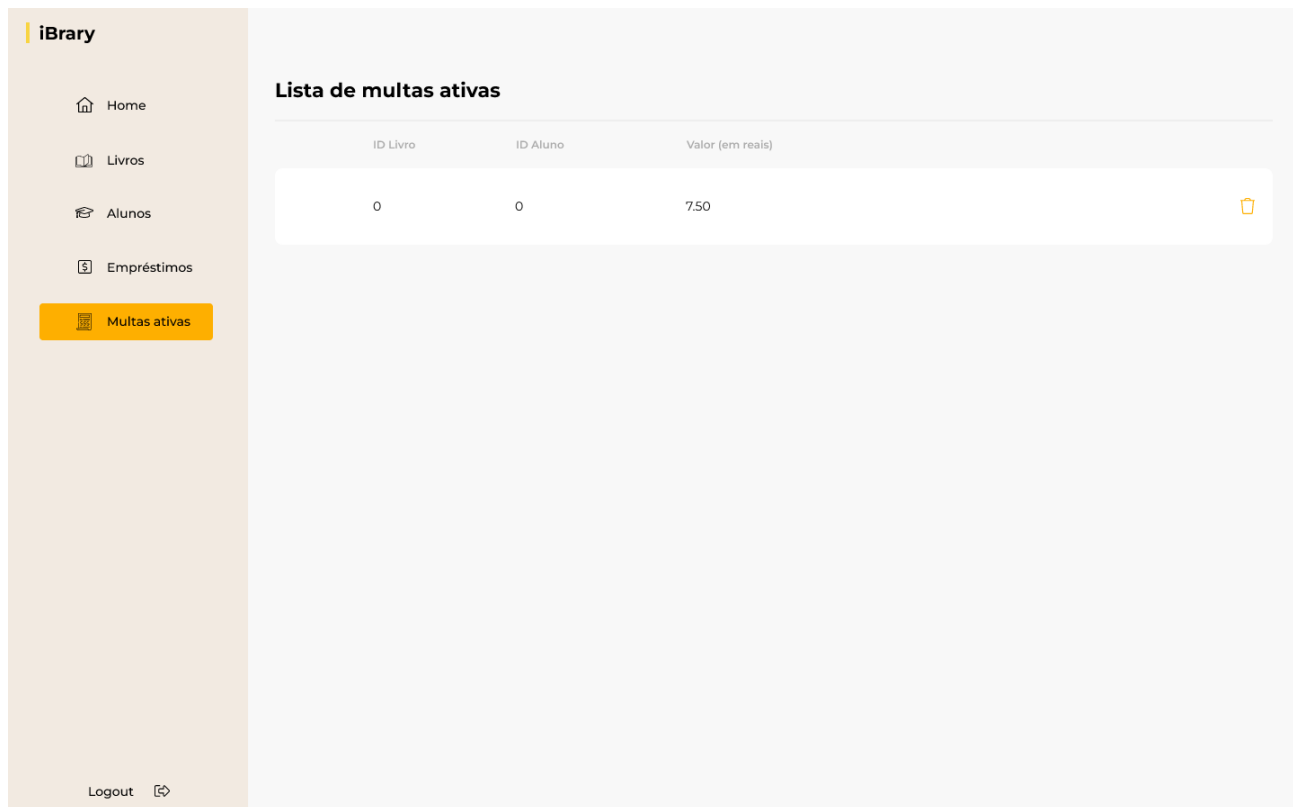 iBrary
Home
Livros
Alunos
Empréstimos
Multas ativas
Logout
Lista de multas ativas
ID Livro ID Aluno Valor (em reais)
0 0 7.50